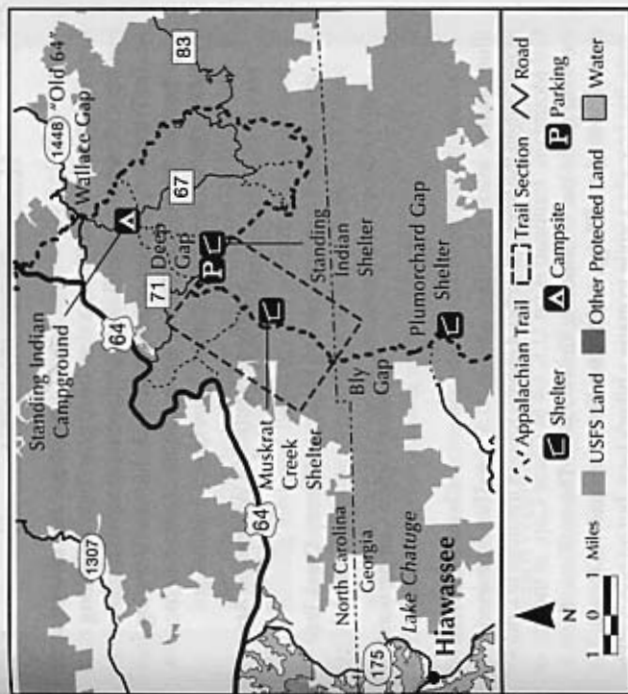 83
1448
"Old 64"
Wallace Gap
67
Standing Indian
Campground
Deep
Gap
71
P
Standing
Indian
Shelter
64
Muskrat
Creek
Shelter
Bly
Gap
Plumorchard Gap
Shelter
1307
64
North Carolina
Georgia
Lake Chatuge
Hiawassee
175
Appalachian Trail
Trail Section
Road
Shelter
Campsite
P
Parking
USFS Land
Other Protected Land
Water
N
1 0 1 Miles